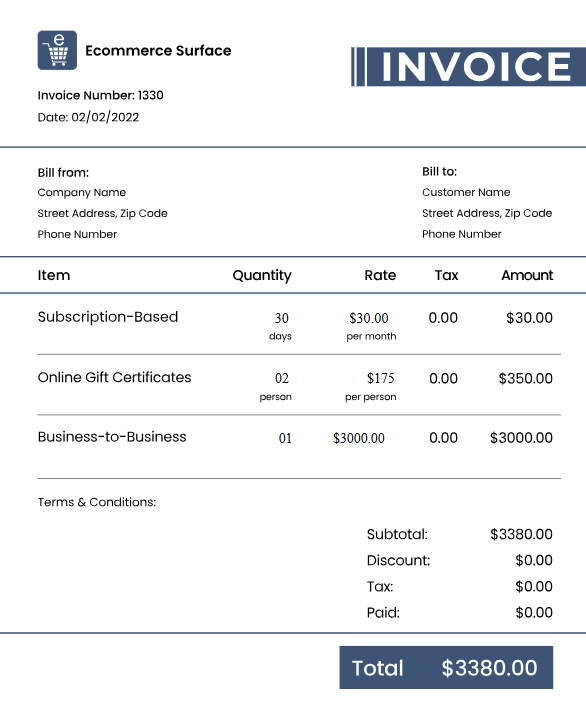 e
Ecommerce Surface
INVOICE
Invoice Number: 1330
Date: 02/02/2022
Bill from:
Company Name
Street Address, Zip Code
Phone Number
Bill to:
Customer Name
Street Address, Zip Code
Phone Number
Item Quantity Rate Tax Amount
Subscription-Based 30 $30.00 0.00 $30.00
days per month
Online Gift Certificates 02 $175 0.00 $350.00
person per person
Business-to-Business 01 $3000.00 0.00 $3000.00
Terms & Conditions:
Subtotal: $3380.00
Discount: $0.00
Tax: $0.00
Paid: $0.00
Total $3380.00